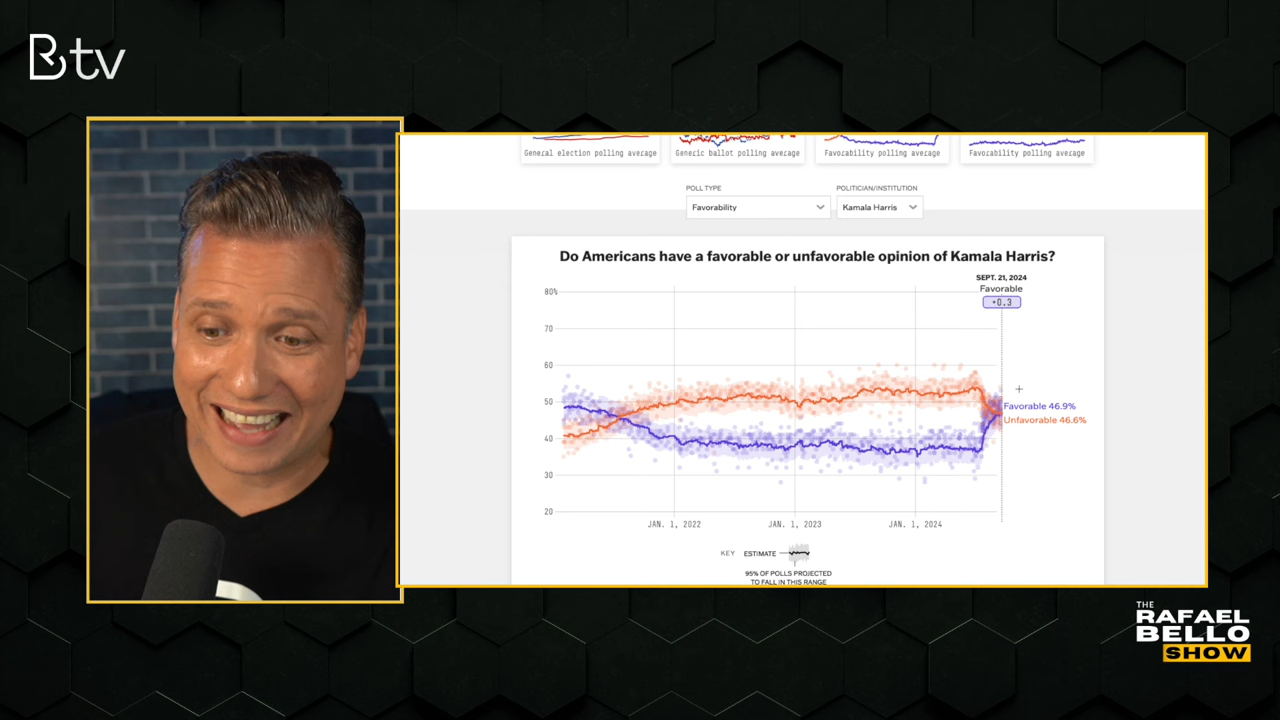 Btv
General election polling average
Generic ballot polling average
Favorability polling average
Favorability polling average
POLL TYPE
Favorability
POLITICIAN/INSTITUTION
Kamala Harris
Do Americans have a favorable or unfavorable opinion of Kamala Harris?
SEPT. 21, 2024
Favorable
+0.3
80%
70
60
50
40
30
20
Favorable 46.9%
Unfavorable 46.6%
JAN. 1, 2022
JAN. 1, 2023
JAN. 1, 2024
KEY
ESTIMATE
95% OF POLLS PROJECTED
TO FALL IN THIS RANGE
THE
RAFAEL
BELLO
SHOW